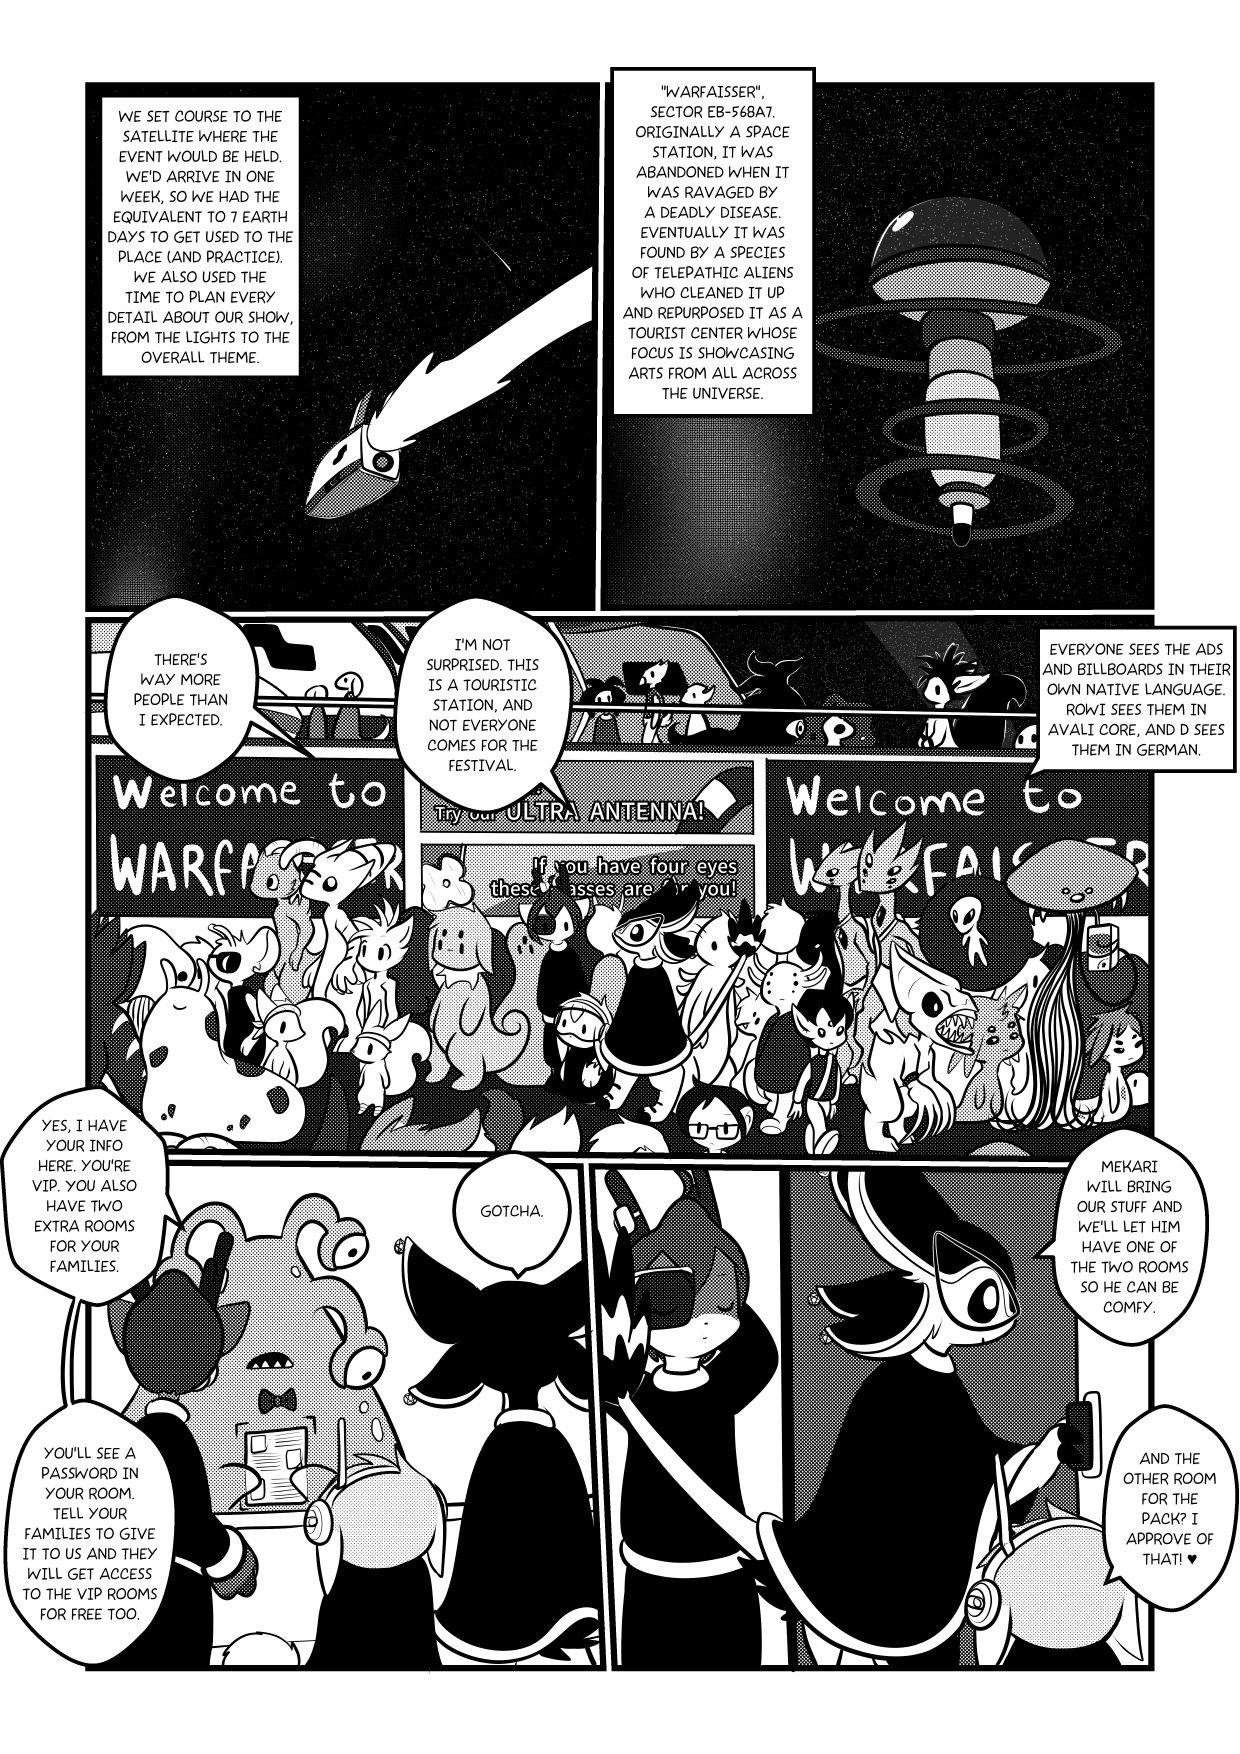 WE SET COURSE TO THE
SATELLITE WHERE THE
EVENT WOULD BE HELD.
WE'D ARRIVE IN ONE
WEEK, SO WE HAD THE
EQUIVALENT TO 7 EARTH
DAYS TO GET USED TO THE
PLACE (AND PRACTICE).
WE ALSO USED THE
TIME TO PLAN EVERY
DETAIL ABOUT OUR SHOW,
FROM THE LIGHTS TO THE
OVERALL THEME.
"WARFAISSER",
SECTOR EB-568A7.
ORIGINALLY A SPACE
STATION, IT WAS
ABANDONED WHEN IT
WAS RAVAGED BY
A DEADLY DISEASE.
EVENTUALLY IT WAS
FOUND BY A SPECIES
OF TELEPATHIC ALIENS
WHO CLEANED IT UP
AND REPURPOSED IT AS A
TOURIST CENTER WHOSE
FOCUS IS SHOWCASING
ARTS FROM ALL ACROSS
THE UNIVERSE.
THERE'S
WAY MORE
PEOPLE THAN
I EXPECTED.
I'M NOT
SURPRISED. THIS
IS A TOURISTIC
STATION, AND
NOT EVERYONE
COMES FOR THE
FESTIVAL.
EVERYONE SEES THE ADS
AND BILLBOARDS IN THEIR
OWN NATIVE LANGUAGE.
ROWI SEES THEM IN
AVALI CORE, AND D SEES
THEM IN GERMAN.
Welcome to
Try our ULTRA ANTENNA!
If you have four eyes
these glasses are for you!
Welcome to
WARFAISSER
YES, I HAVE
YOUR INFO
HERE. YOU'RE
VIP. YOU ALSO
HAVE TWO
EXTRA ROOMS
FOR YOUR
FAMILIES.
YOU'LL SEE A
PASSWORD IN
YOUR ROOM.
TELL YOUR
FAMILIES TO GIVE
IT TO US AND THEY
WILL GET ACCESS
TO THE VIP ROOMS
FOR FREE TOO.
GOTCHA.
MEKARI
WILL BRING
OUR STUFF AND
WE'LL LET HIM
HAVE ONE OF
THE TWO ROOMS
SO HE CAN BE
COMFY.
AND THE
OTHER ROOM
FOR THE
PACK? I
APPROVE OF
THAT! ♥